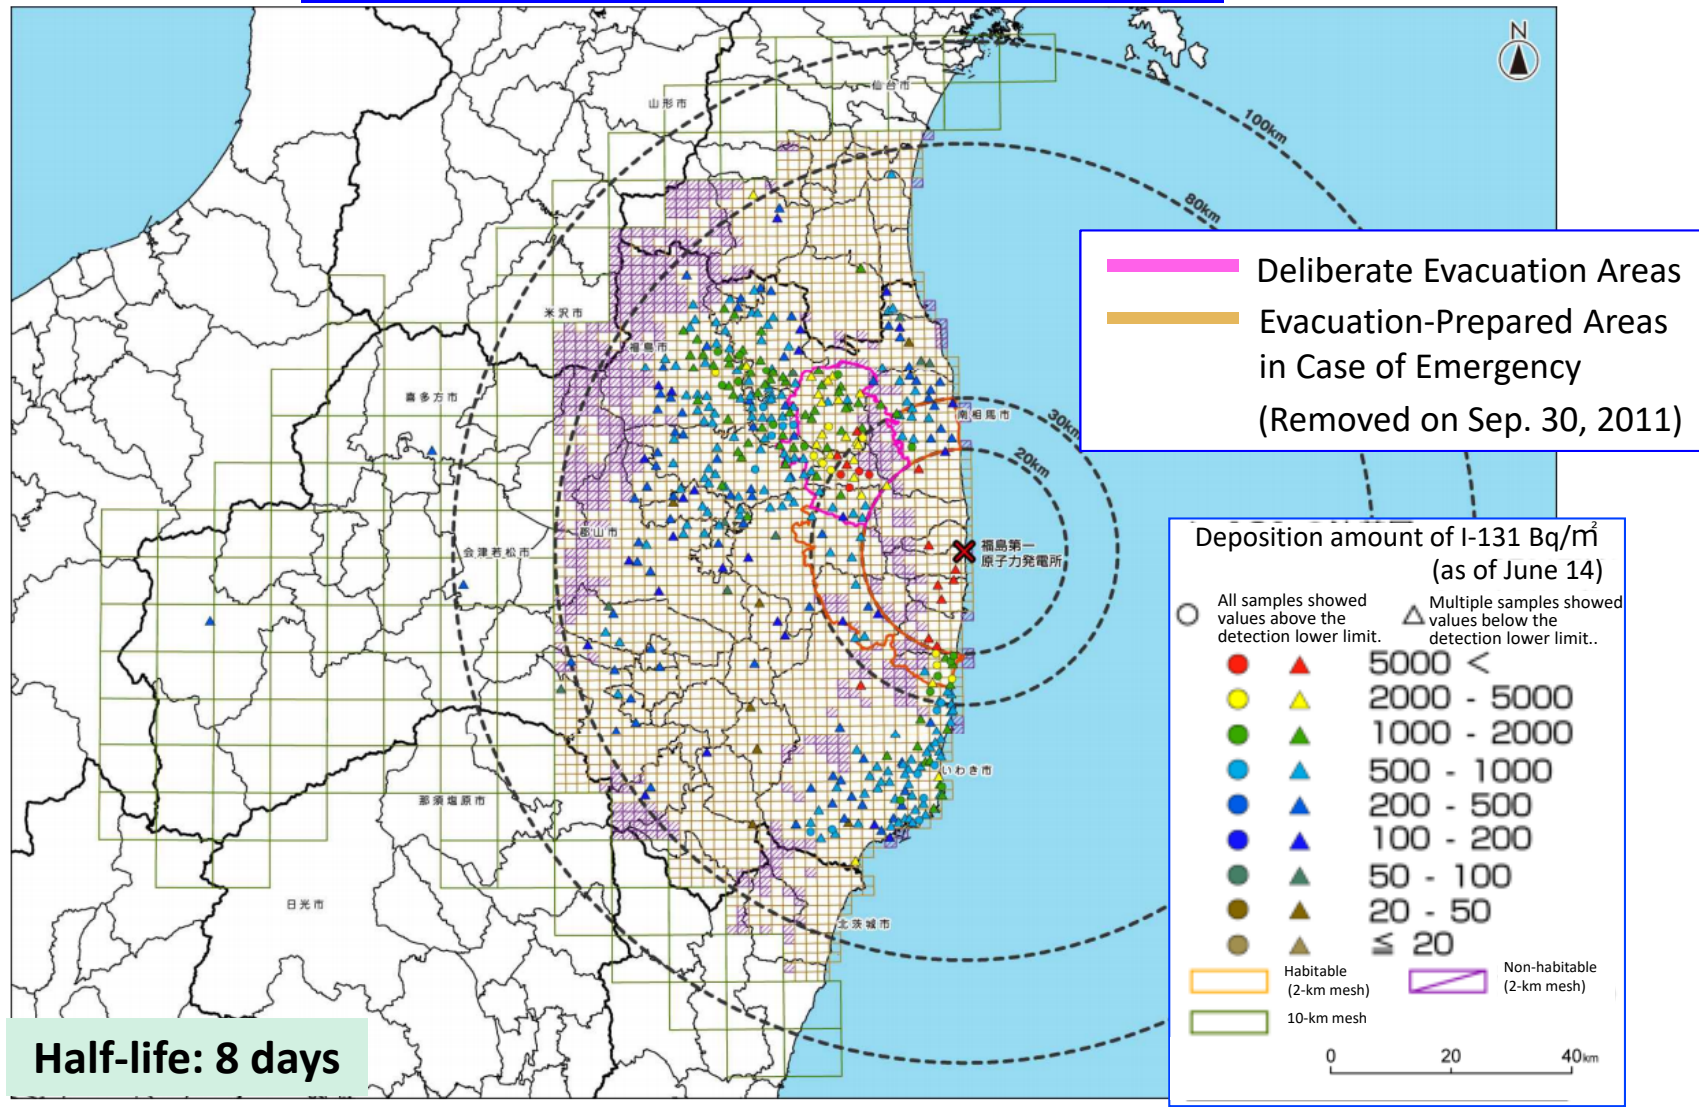 N
仙台市
山形市
100km
80km
米沢市
福島市
喜多方市
南相馬市
30km
20km
郡山市
会津若松市
福島第一
原子力発電所
いわき市
那須塩原市
日光市
北茨城市
Deliberate Evacuation Areas
Evacuation-Prepared Areas
in Case of Emergency
(Removed on Sep. 30, 2011)
Deposition amount of I-131 Bq/㎡
(as of June 14)
All samples showed
values above the
detection lower limit.
Multiple samples showed
values below the
detection lower limit..
5000 <
2000 - 5000
1000 - 2000
500 - 1000
200 - 500
100 - 200
50 - 100
20 - 50
≦ 20
Habitable
(2-km mesh)
Non-habitable
(2-km mesh)
10-km mesh
0 20 40km
Half-life: 8 days